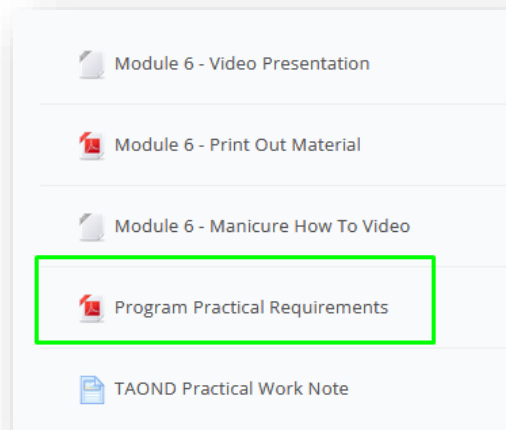 Module 6 - Video Presentation
Module 6 - Print Out Material
Module 6 - Manicure How To Video
Program Practical Requirements
TAOND Practical Work Note